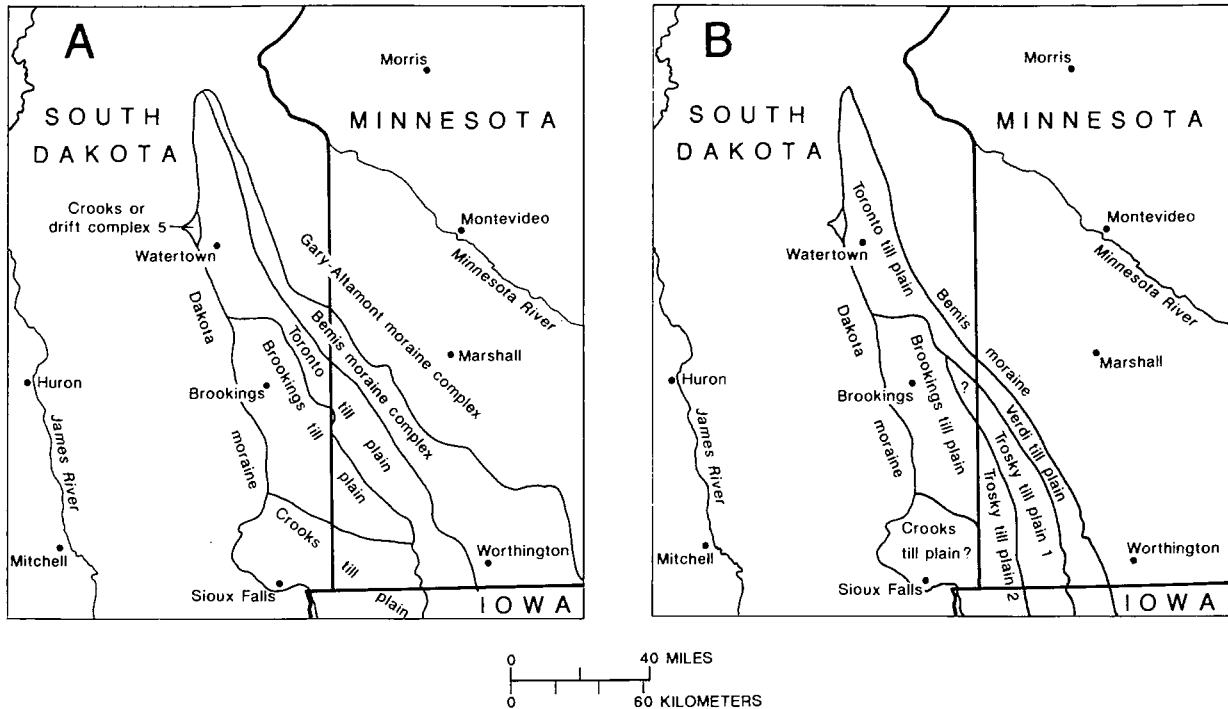 A
Morris
SOUTH
DAKOTA
MINNESOTA
Crooks or
drift complex 5
Watertown
Montevideo
Minnesota River
Gary-Altamont moraine complex
Bemis moraine complex
Toronto till plain
Dakota moraine
Marshall
Huron
Brookings
Brookings till plain
James River
Crooks till plain
Mitchell
Sioux Falls
Worthington
IOWA
B
Morris
SOUTH
DAKOTA
MINNESOTA
Toronto till plain
Montevideo
Watertown
Minnesota River
Bemis moraine
Dakota moraine
Marshall
Huron
Brookings
Brookings till plain
?
Verdi till plain
Trosky till plain 1
Trosky till plain 2
James River
Crooks
till plain?
Mitchell
Sioux Falls
Worthington
IOWA
0 40 MILES
0 60 KILOMETERS